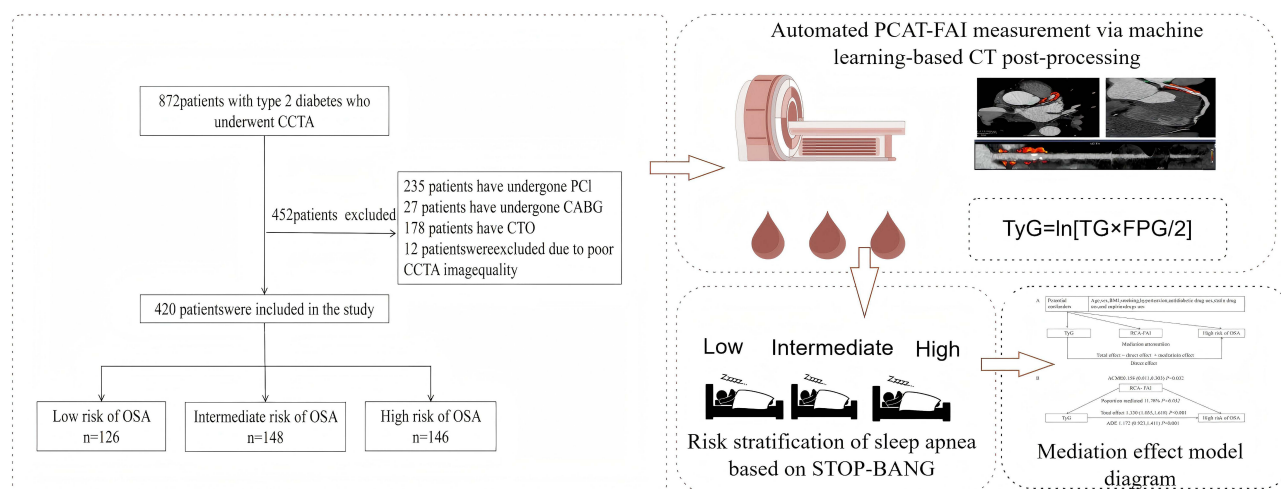 872patients with type 2 diabetes who
underwent CCTA
452patients excluded
235 patients have undergone PCl
27 patients have undergone CABG
178 patients have CTO
12 patientswereexcluded due to poor
CCTA imagequality
420 patientswere included in the study
Low risk of OSA
n=126
Intermediate risk of OSA
n=148
High risk of OSA
n=146
Automated PCAT-FAI measurement via machine
learning-based CT post-processing
TyG=ln[TG×FPG/2]
Low Intermediate High
Risk stratification of sleep apnea
based on STOP-BANG
A
Potential
confunders
TyG
RCA-FAI
High risk of OSA
Mediation
Total effect = direct effect + mediation effect
Direct effect
B
RCA- FAI
Proportion mediated 11.76% P=0.032
TyG
High risk of OSA
Mediation effect model
diagram